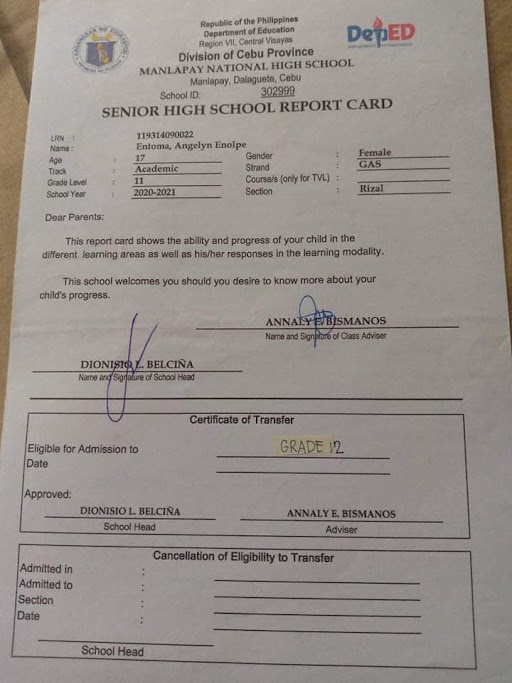 Republic of the Philippines
Department of Education
Region VII, Central Visayas
Division of Cebu Province
MANLAPAY NATIONAL HIGH SCHOOL
Manlapay, Dalaguete, Cebu
School ID: 302999
DepED
SENIOR HIGH SCHOOL REPORT CARD
LRN : 119314090022
Name : Entoma, Angelyn Enolpe
Age : 17 Gender : Female
Track : Academic Strand : GAS
Grade Level : 11 Course/s (only for TVL) :
School Year : 2020-2021 Section : Rizal
Dear Parents:
This report card shows the ability and progress of your child in the
different learning areas as well as his/her responses in the learning modality.
This school welcomes you should you desire to know more about your
child's progress.
ANNALY E. BISMANOS
Name and Signature of Class Adviser
DIONISIO L. BELCIÑA
Name and Signature of School Head
Certificate of Transfer
Eligible for Admission to GRADE 12
Date
Approved:
DIONISIO L. BELCIÑA ANNALY E. BISMANOS
School Head Adviser
Cancellation of Eligibility to Transfer
Admitted in :
Admitted to :
Section :
Date :
School Head